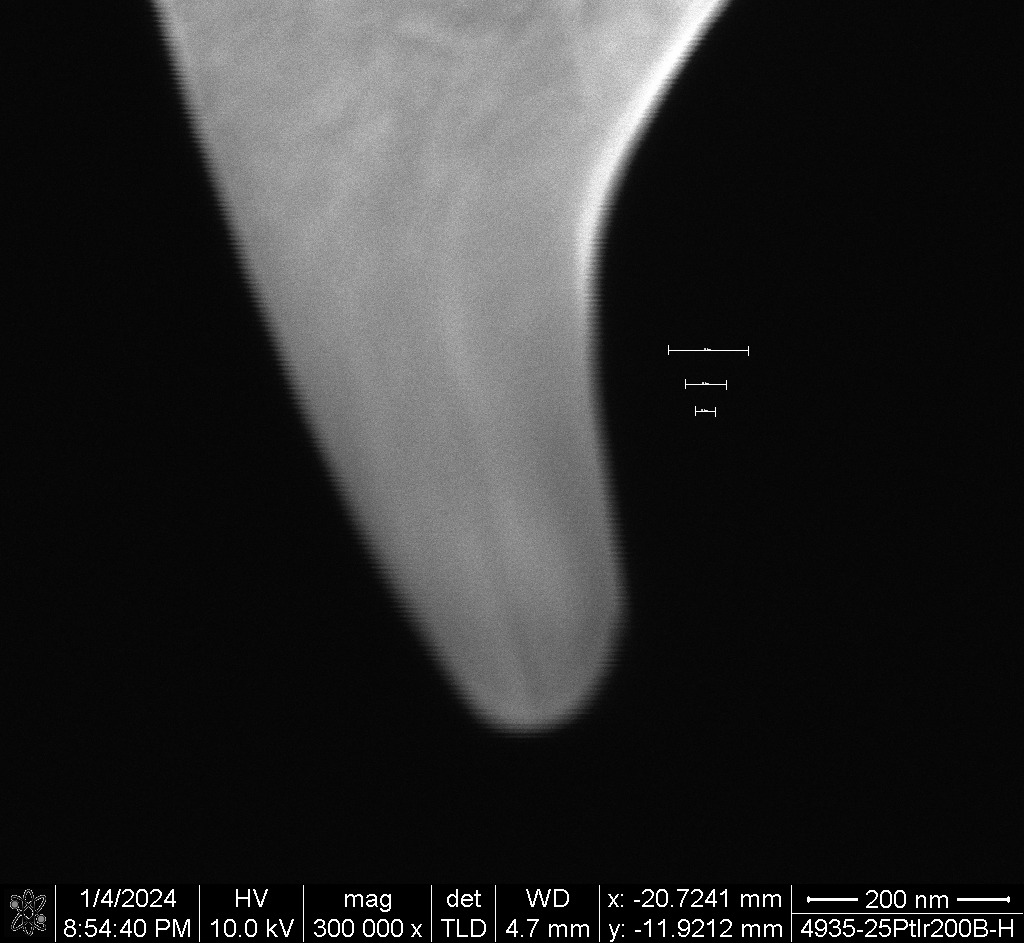 1/4/2024
8:54:40 PM
HV
10.0 kV
mag
300 000 x
det
TLD
WD
4.7 mm
x: -20.7241 mm
y: -11.9212 mm
200 nm
4935-25PtIr200B-H